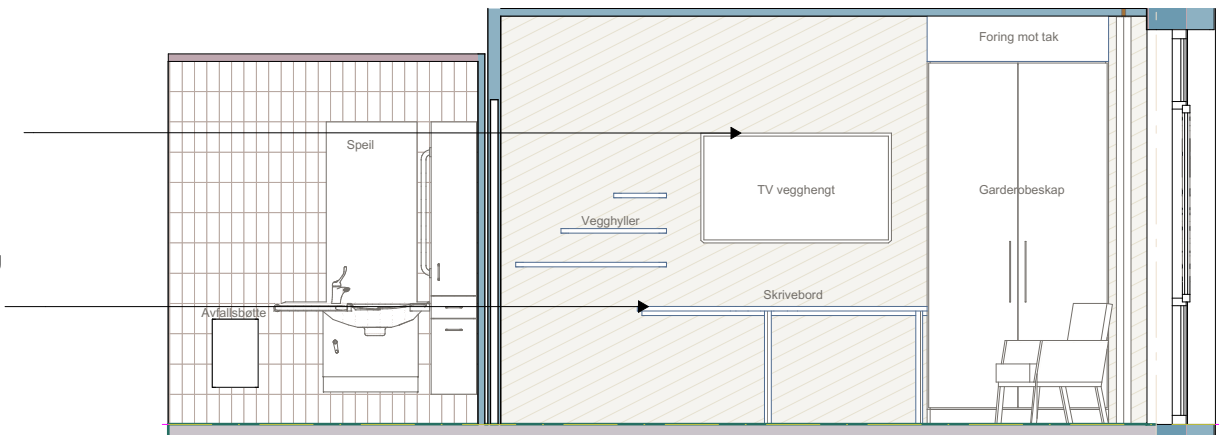 Foring mot tak
Speil
TV vegghengt
Garderobeskap
Vegghyller
Skrivebord
Avfallsbøtte